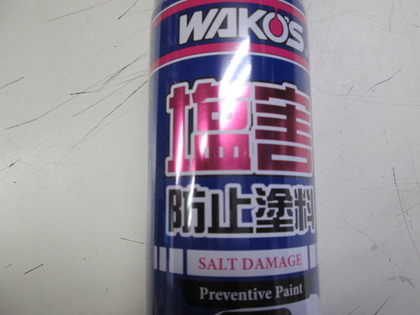 WAKO'S
塩害
防止塗料
SALT DAMAGE
Preventive Paint